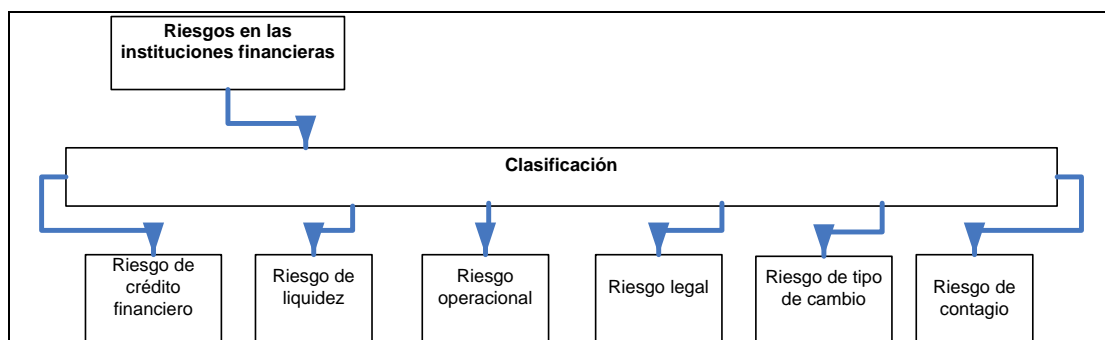 Riesgos en las
instituciones financieras
Clasificación
Riesgo de
crédito
financiero
Riesgo de
liquidez
Riesgo
operacional
Riesgo legal
Riesgo de tipo
de cambio
Riesgo de
contagio